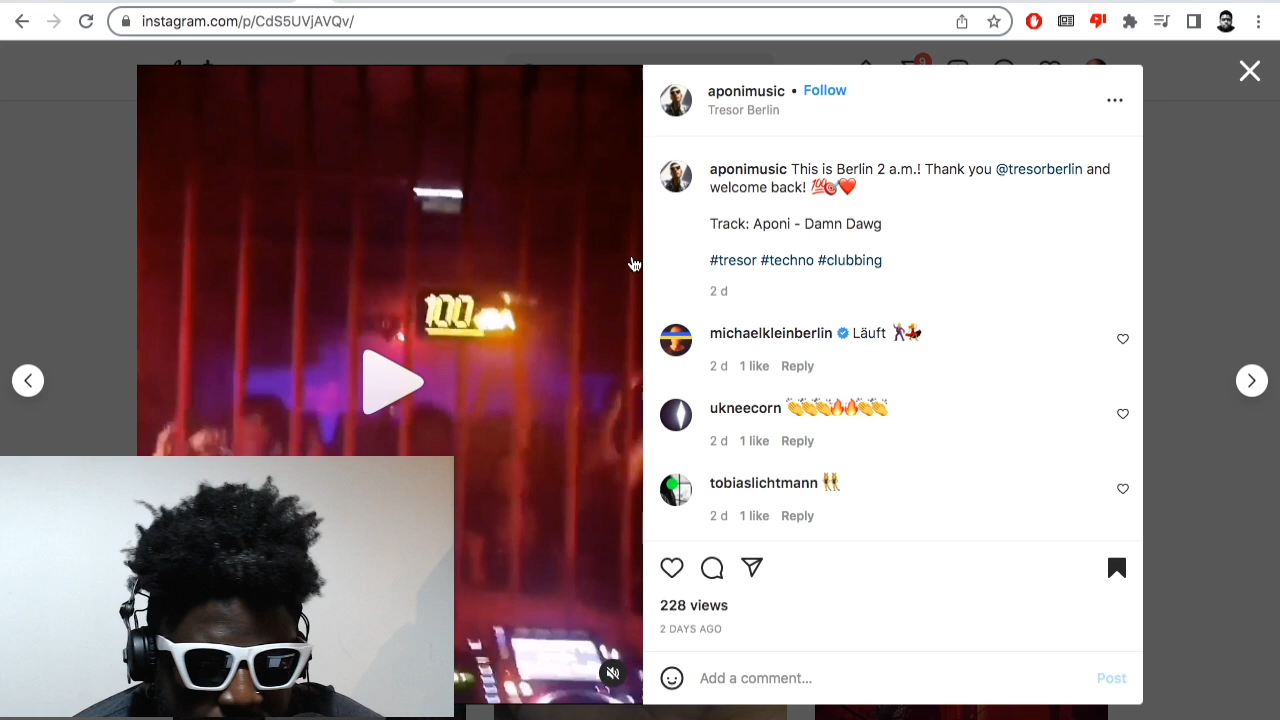 instagram.com/p/CdS5UVjAVQv/
9
aponimusic • Follow
Tresor Berlin
aponimusic This is Berlin 2 a.m.! Thank you @tresorberlin and
welcome back! 💯🎯❤️
Track: Aponi - Damn Dawg
#tresor #techno #clubbing
2 d
100
michaelkleinberlin Läuft 🕺💃
2 d 1 like Reply
ukneecorn 👏👏👏🔥🔥👏👏
2 d 1 like Reply
tobiaslichtmann 👯
2 d 1 like Reply
228 views
2 DAYS AGO
Add a comment...
Post